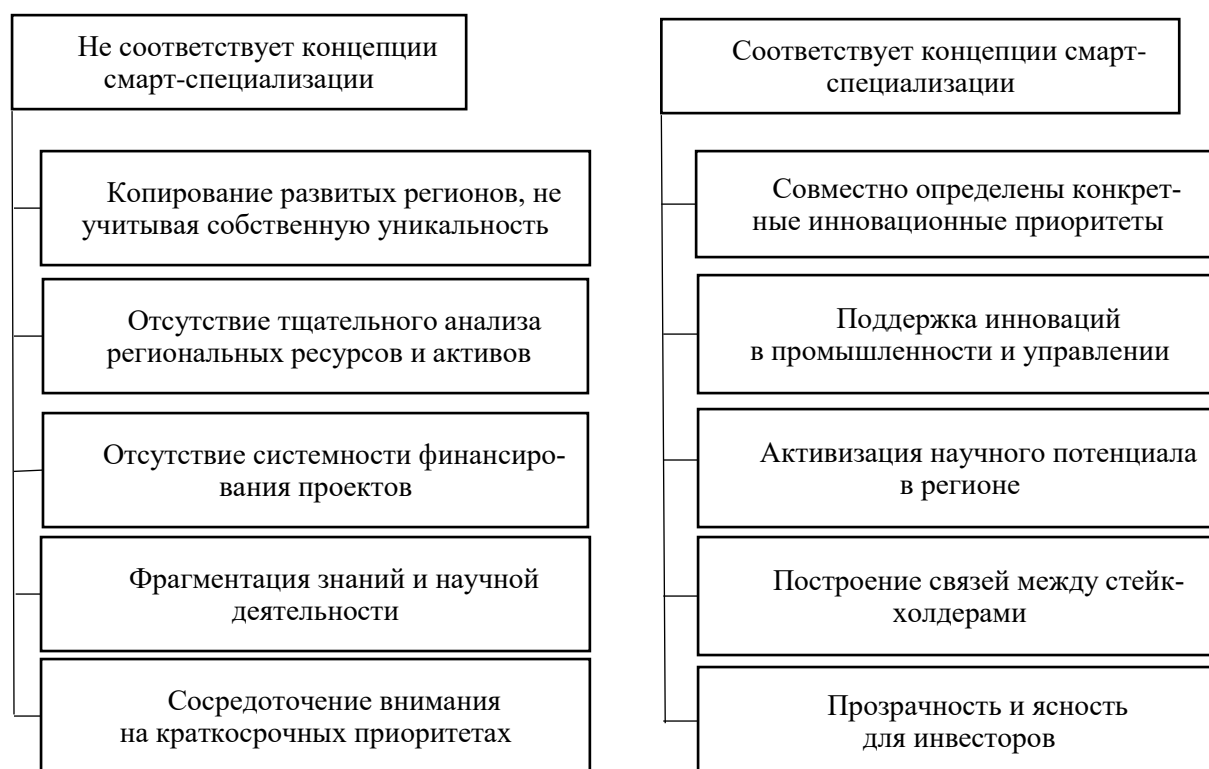 Не соответствует концепции
смарт-специализации
Копирование развитых регионов, не
учитывая собственную уникальность
Отсутствие тщательного анализа
региональных ресурсов и активов
Отсутствие системности финансиро-
вания проектов
Фрагментация знаний и научной
деятельности
Сосредоточение внимания
на краткосрочных приоритетах
Соответствует концепции смарт-
специализации
Совместно определены конкрет-
ные инновационные приоритеты
Поддержка инноваций
в промышленности и управлении
Активизация научного потенциала
в регионе
Построение связей между стейк-
холдерами
Прозрачность и ясность
для инвесторов